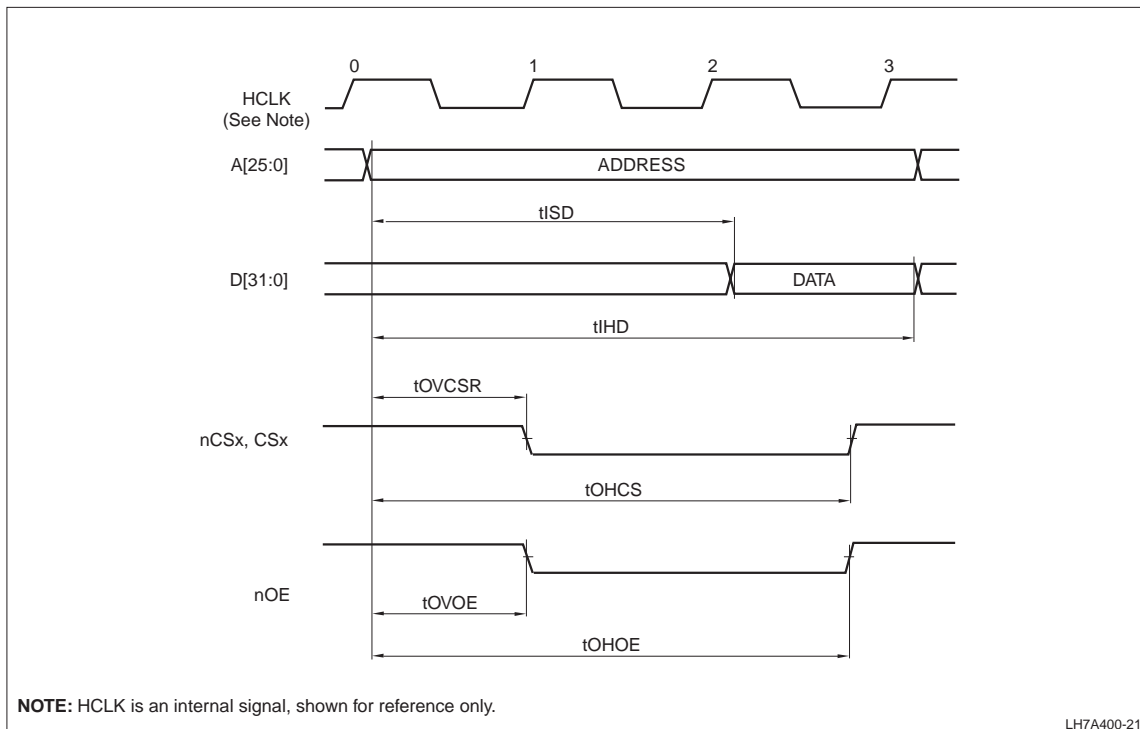 0 1 2 3
HCLK
(See Note)
A[25:0]
ADDRESS
tISD
D[31:0]
DATA
tIHD
tOVCSR
nCSx, CSx
tOHCS
nOE
tOVOE
tOHOE
NOTE: HCLK is an internal signal, shown for reference only.
LH7A400-21